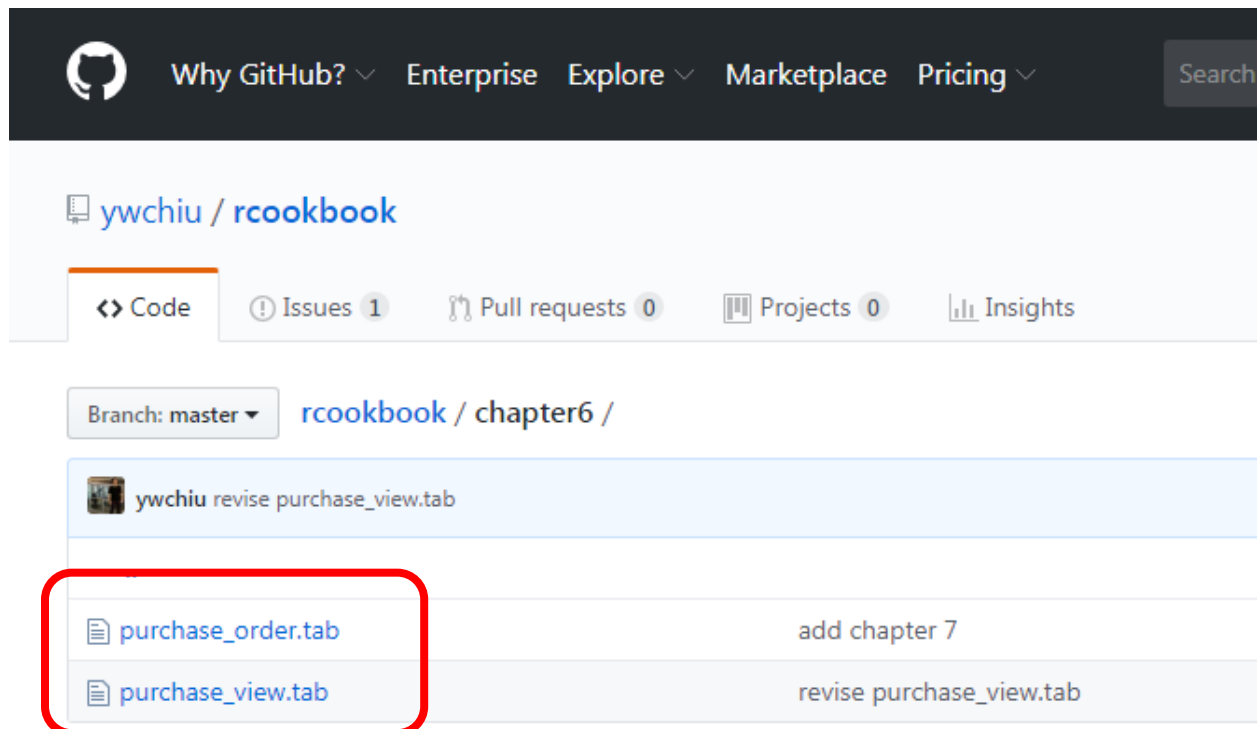 Why GitHub? Enterprise Explore Marketplace Pricing Search
ywchiu / rcookbook
<> Code Issues 1 Pull requests 0 Projects 0 Insights
Branch: master rcookbook / chapter6 /
ywchiu revise purchase_view.tab
purchase_order.tab add chapter 7
purchase_view.tab revise purchase_view.tab